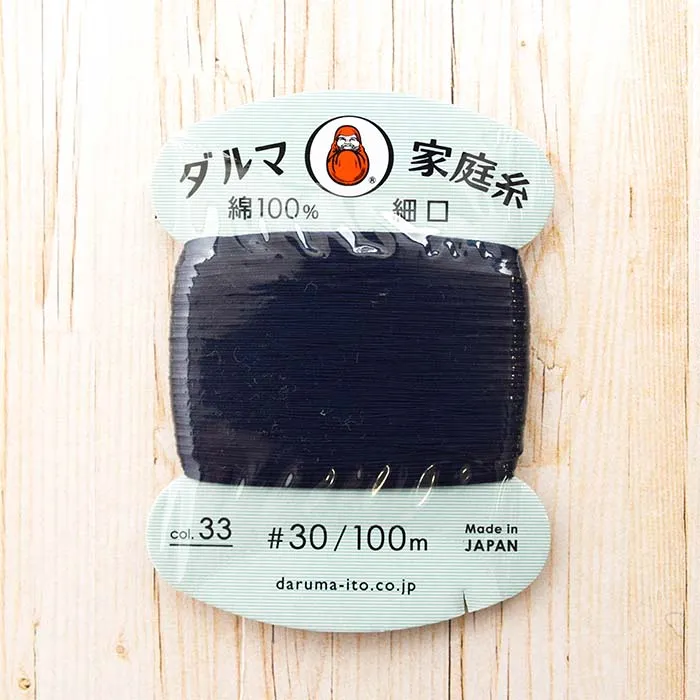 ダルマ 家庭糸
®
綿100% 細口
col. 33 #30/100m Made in JAPAN
daruma-ito.co.jp